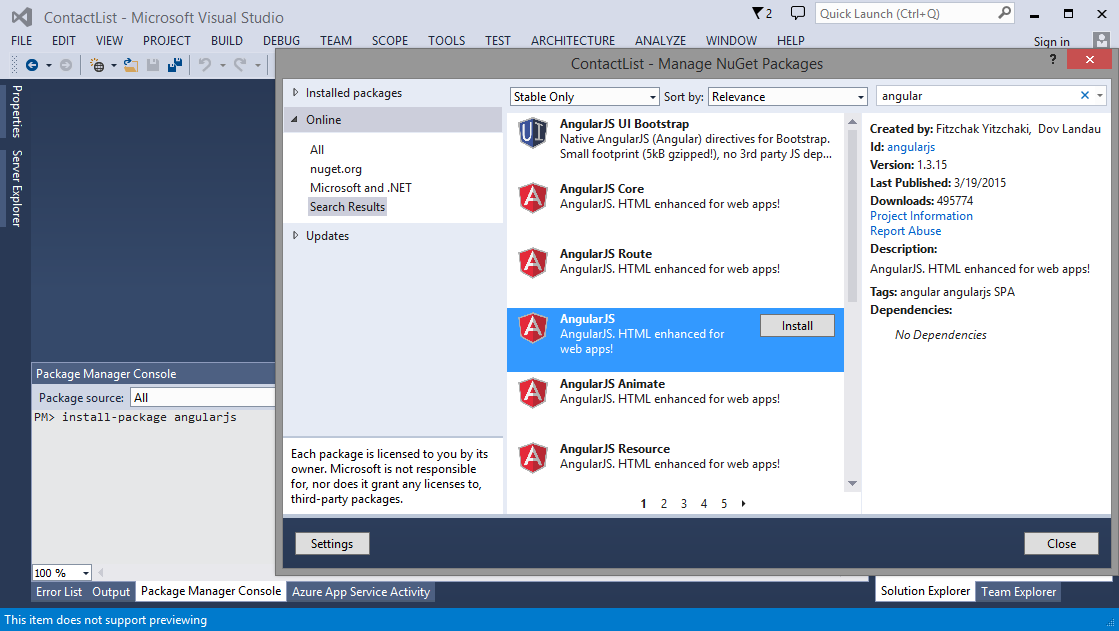 ContactList - Microsoft Visual Studio
2
Quick Launch (Ctrl+Q)
FILE EDIT VIEW PROJECT BUILD DEBUG TEAM SCOPE TOOLS TEST ARCHITECTURE ANALYZE WINDOW HELP
Sign in
Properties
Server Explorer
ContactList - Manage NuGet Packages
?
Installed packages
Online
All
nuget.org
Microsoft and .NET
Search Results
Updates
Each package is licensed to you by its
owner. Microsoft is not responsible
for, nor does it grant any licenses to,
third-party packages.
Stable Only
Sort by: Relevance
angular
UI
AngularJS UI Bootstrap
Native AngularJS (Angular) directives for Bootstrap.
Small footprint (5kB gzipped!), no 3rd party JS dep...
A
AngularJS Core
AngularJS. HTML enhanced for web apps!
A
AngularJS Route
AngularJS. HTML enhanced for web apps!
A
AngularJS
AngularJS. HTML enhanced for
web apps!
Install
A
AngularJS Animate
AngularJS. HTML enhanced for web apps!
A
AngularJS Resource
AngularJS. HTML enhanced for web apps!
1 2 3 4 5
Created by: Fitzchak Yitzchaki, Dov Landau
Id: angularjs
Version: 1.3.15
Last Published: 3/19/2015
Downloads: 495774
Project Information
Report Abuse
Description:
AngularJS. HTML enhanced for web apps!
Tags: angular angularjs SPA
Dependencies:
No Dependencies
Settings
Close
Package Manager Console
Package source: All
PM> install-package angularjs
100 %
Error List Output Package Manager Console Azure App Service Activity
Solution Explorer Team Explorer
This item does not support previewing